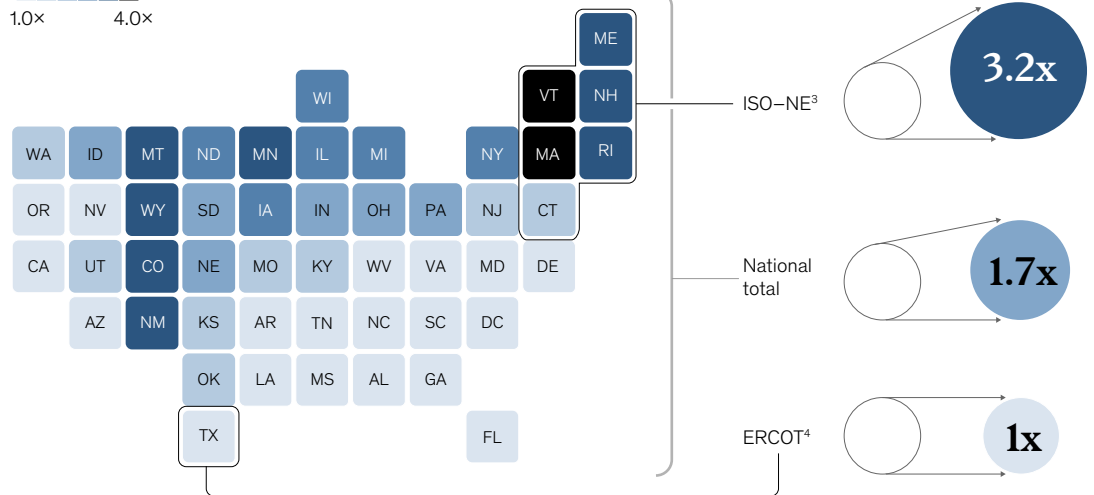 1.0× 4.0×
ME
WI VT NH
WA ID MT ND MN IL MI NY MA RI
OR NV WY SD IA IN OH PA NJ CT
CA UT CO NE MO KY WV VA MD DE
AZ NM KS AR TN NC SC DC
OK LA MS AL GA
TX FL
ISO–NE³
3.2x
National
total
1.7x
ERCOT⁴
1x